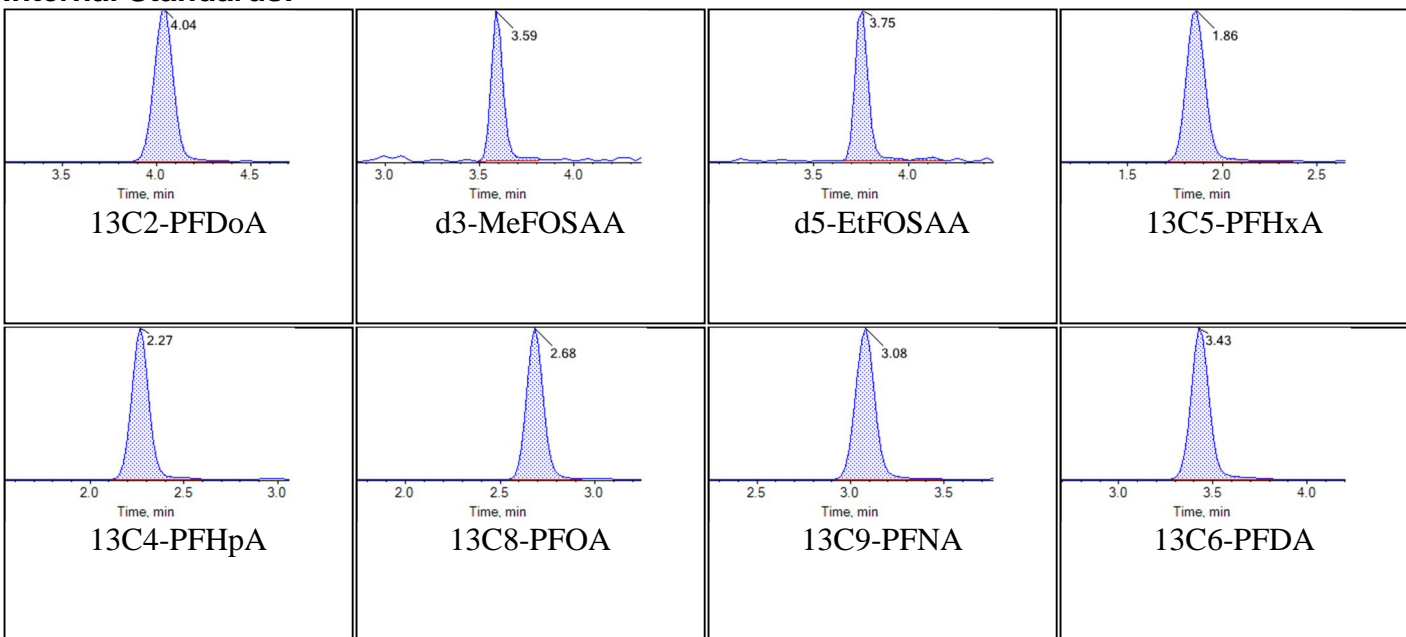 4.04 3.59 3.75 1.86
3.5 4.0 4.5 3.0 3.5 4.0 3.5 4.0 1.5 2.0 2.5
Time, min Time, min Time, min Time, min
13C2-PFDoA d3-MeFOSAA d5-EtFOSAA 13C5-PFHxA
2.27 2.68 3.08 3.43
2.0 2.5 3.0 2.0 2.5 3.0 2.5 3.0 3.5 3.0 3.5 4.0
Time, min Time, min Time, min Time, min
13C4-PFHpA 13C8-PFOA 13C9-PFNA 13C6-PFDA